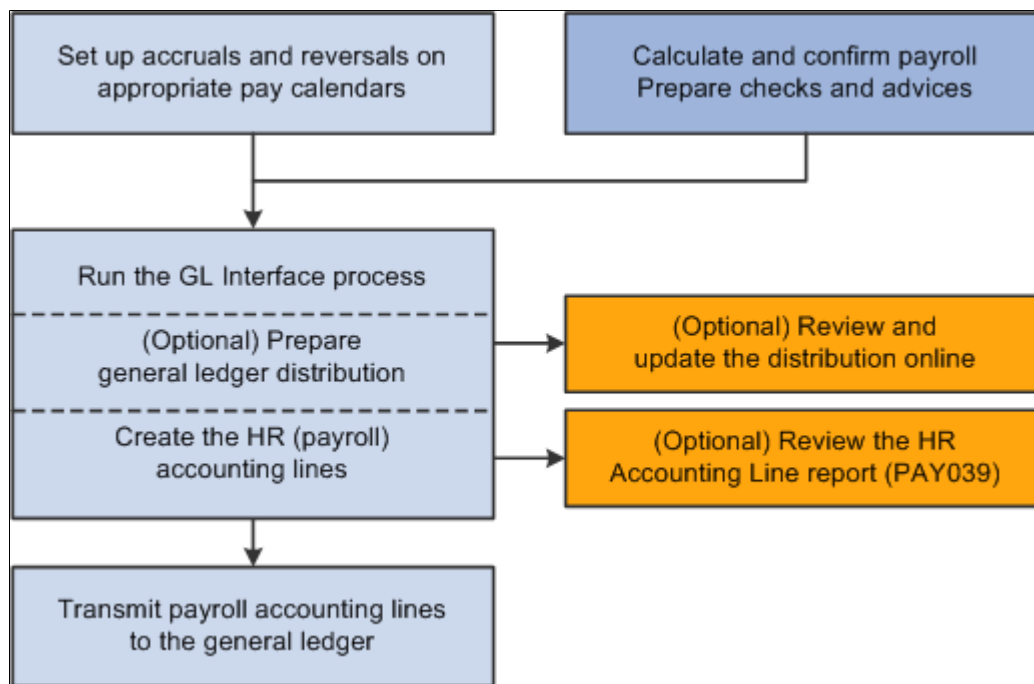 Set up accruals and reversals on
appropriate pay calendars
Calculate and confirm payroll
Prepare checks and advices
Run the GL Interface process
(Optional) Prepare
general ledger distribution
(Optional) Review and
update the distribution online
Create the HR (payroll)
accounting lines
(Optional) Review the HR
Accounting Line report (PAY039)
Transmit payroll accounting lines
to the general ledger